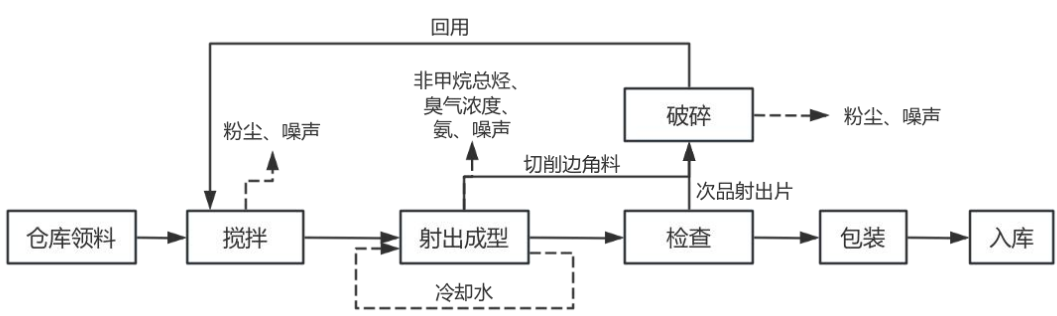 回用
非甲烷总烃、
臭气浓度、
氨、噪声
破碎
粉尘、噪声
粉尘、噪声
切削边角料
次品射出片
仓库领料
搅拌
射出成型
检查
包装
入库
冷却水